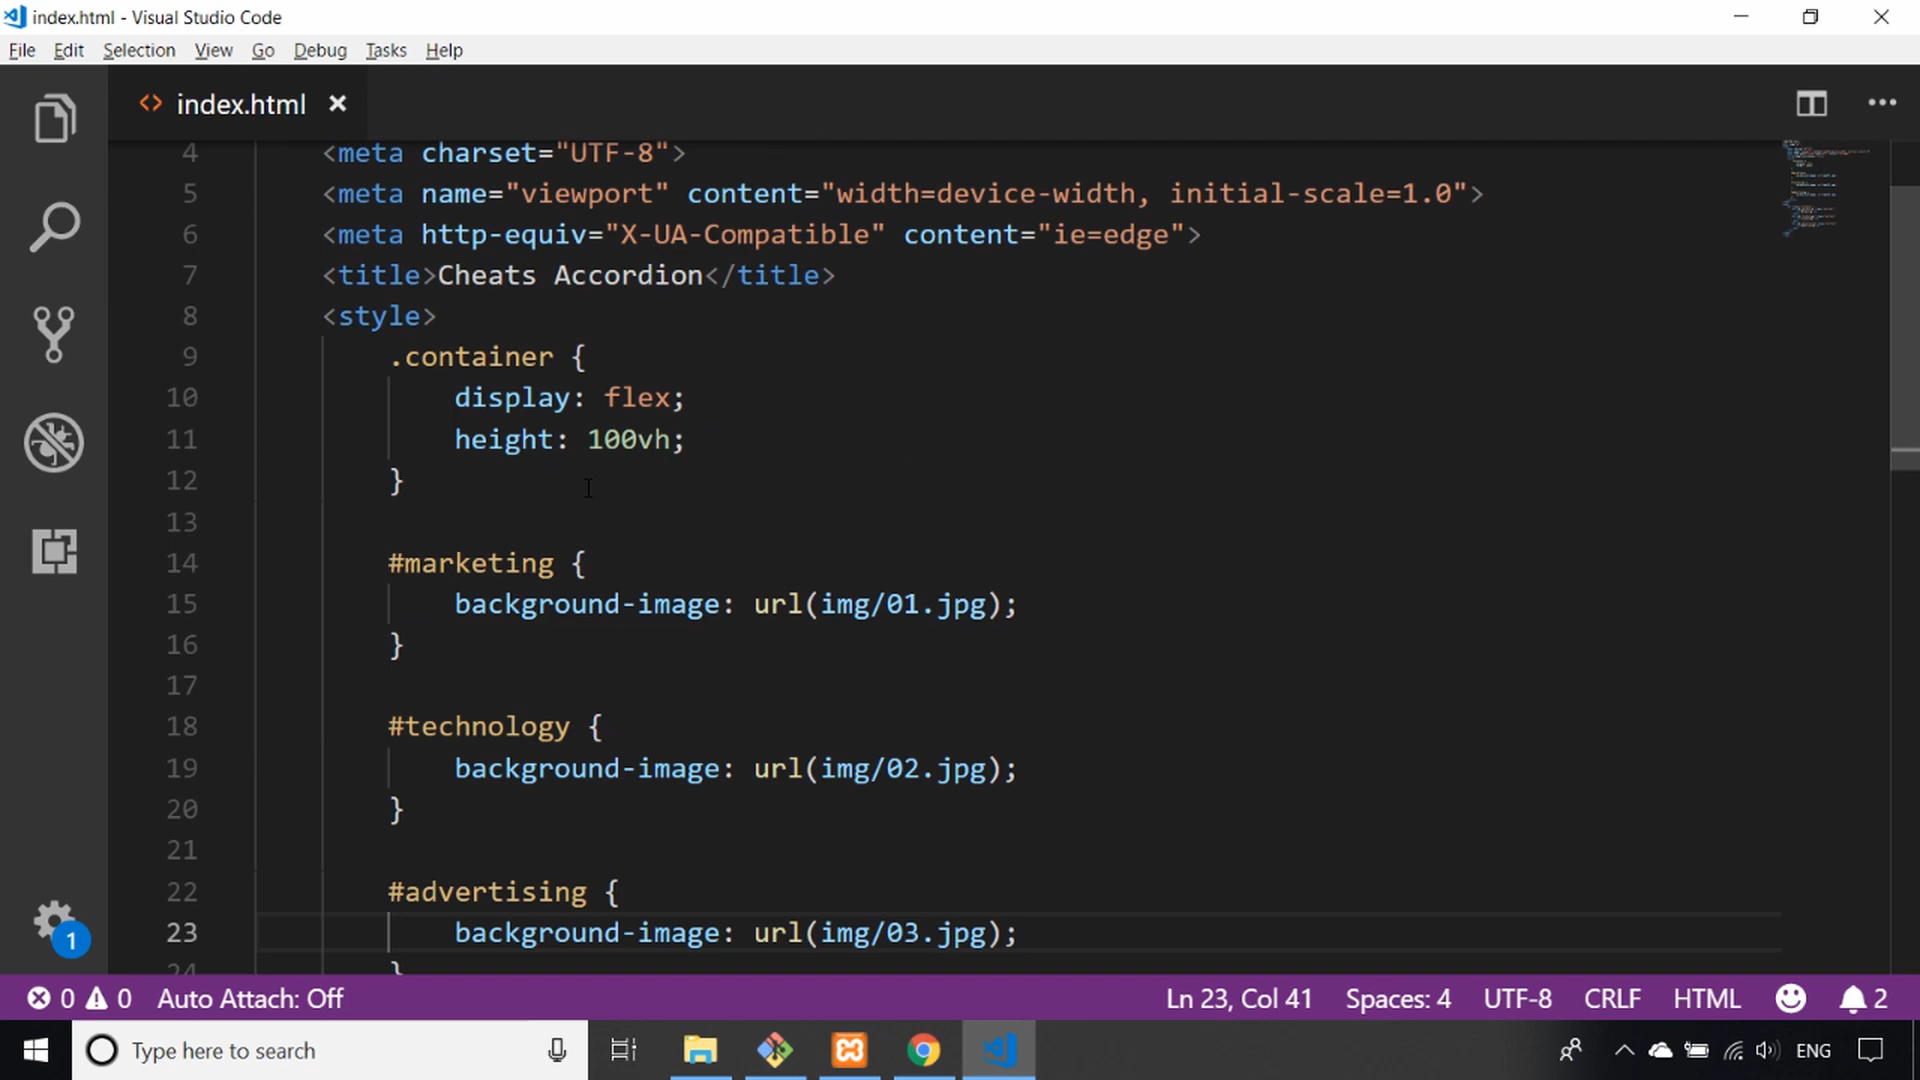 index.html - Visual Studio Code
File Edit Selection View Go Debug Tasks Help
<> index.html
4 <meta charset="UTF-8">
5 <meta name="viewport" content="width=device-width, initial-scale=1.0">
6 <meta http-equiv="X-UA-Compatible" content="ie=edge">
7 <title>Cheats Accordion</title>
8 <style>
9 .container {
10 display: flex;
11 height: 100vh;
12 }
13
14 #marketing {
15 background-image: url(img/01.jpg);
16 }
17
18 #technology {
19 background-image: url(img/02.jpg);
20 }
21
22 #advertising {
23 background-image: url(img/03.jpg);
24 }
1
0 0 Auto Attach: Off Ln 23, Col 41 Spaces: 4 UTF-8 CRLF HTML 2
Type here to search ENG